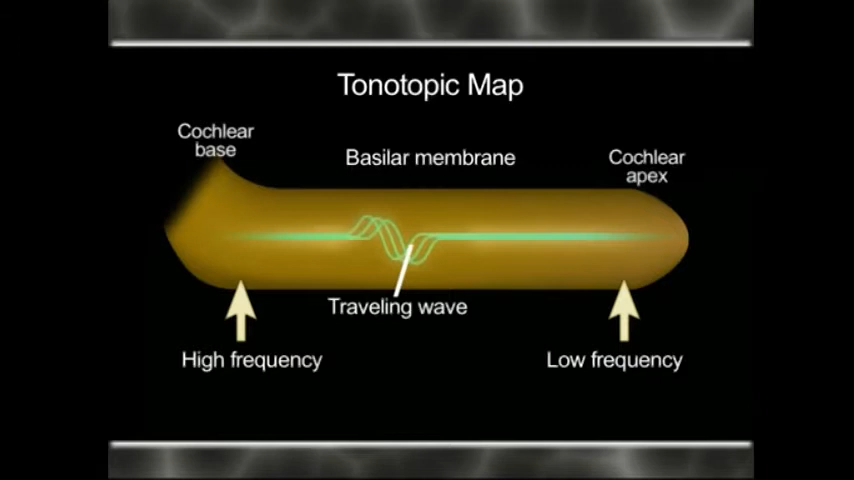 Tonotopic Map
Cochlear
base
Basilar membrane
Cochlear
apex
Traveling wave
High frequency
Low frequency